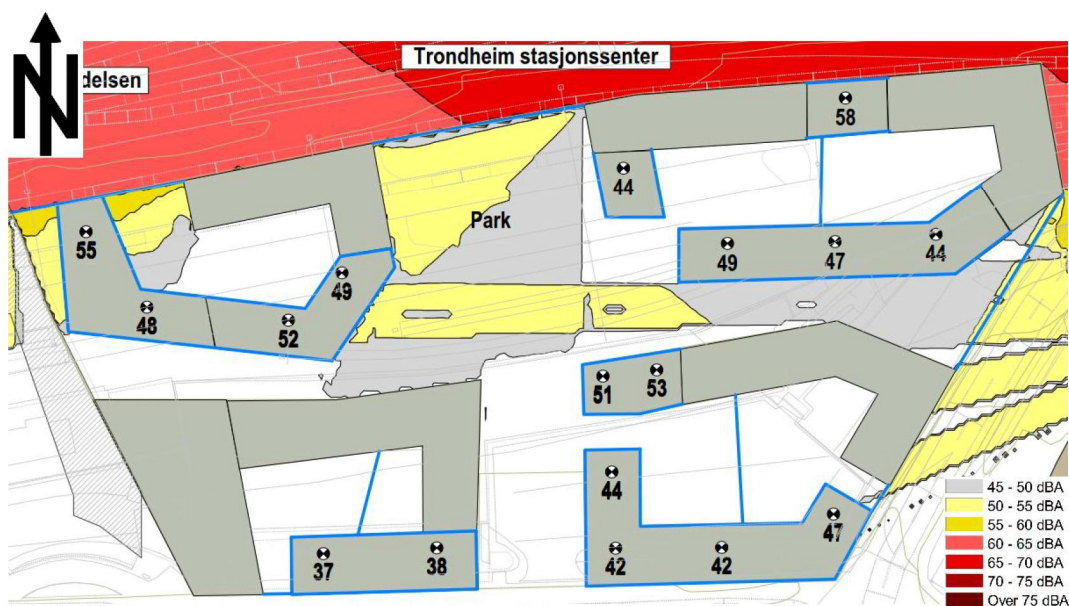 N
Trondheim stasjonssenter
delsen
58
44
Park
55
49
47
44
49
48
52
51
53
44
47
42
42
37
38
45 - 50 dBA
50 - 55 dBA
55 - 60 dBA
60 - 65 dBA
65 - 70 dBA
70 - 75 dBA
Over 75 dBA